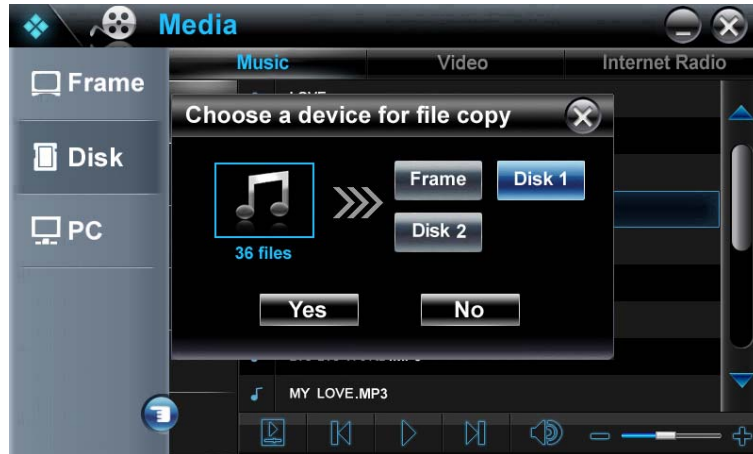 Media
Music Video Internet Radio
Frame
Disk
PC
Choose a device for file copy
Frame Disk 1
Disk 2
36 files
Yes No
MY LOVE.MP3